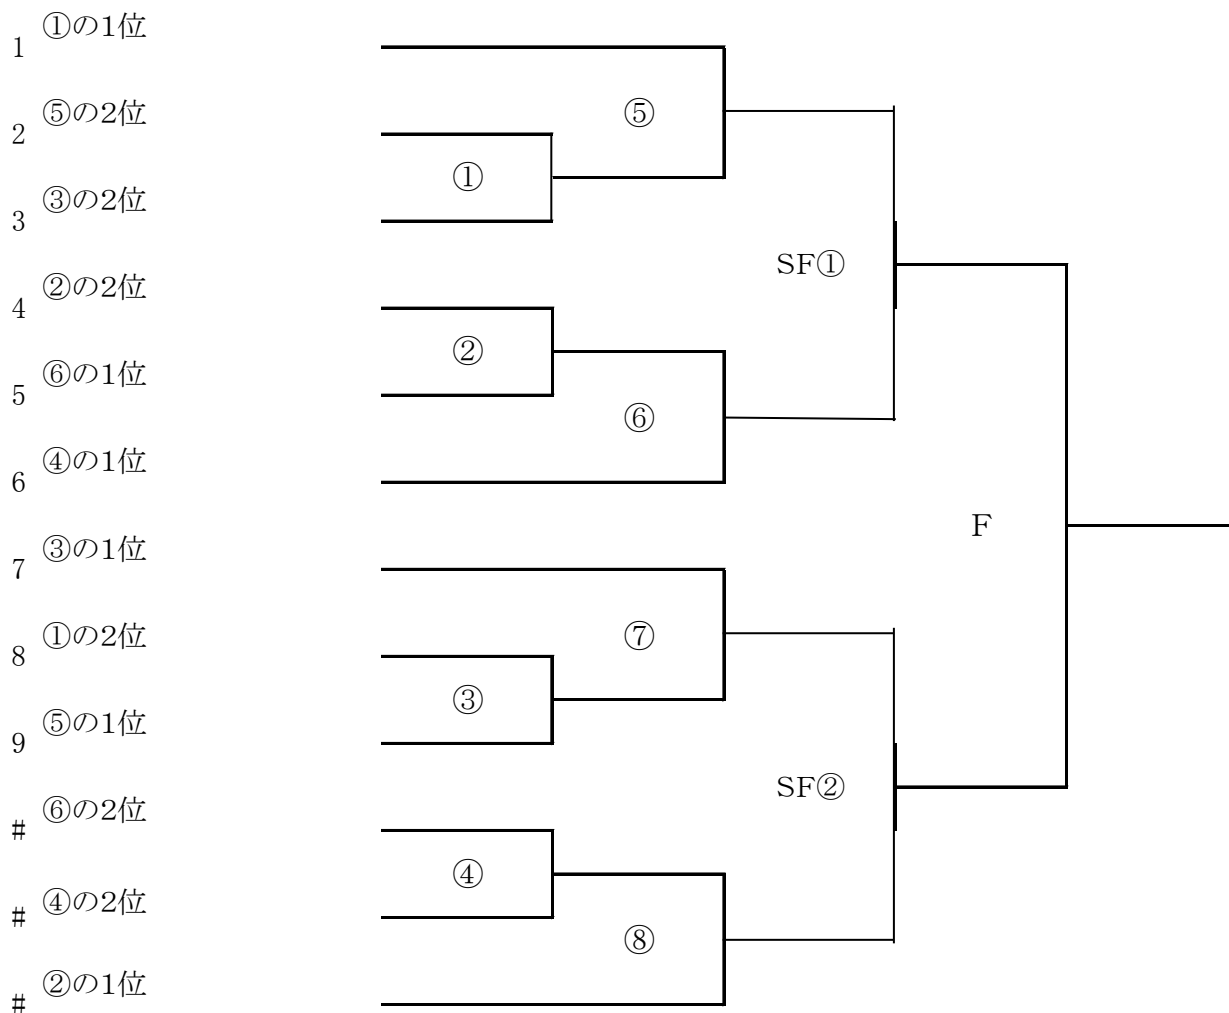 1 ①の1位
2 ⑤の2位
3 ③の2位
4 ②の2位
5 ⑥の1位
6 ④の1位
7 ③の1位
8 ①の2位
9 ⑤の1位
# ⑥の2位
# ④の2位
# ②の1位
⑤
①
SF①
②
⑥
F
⑦
③
SF②
④
⑧